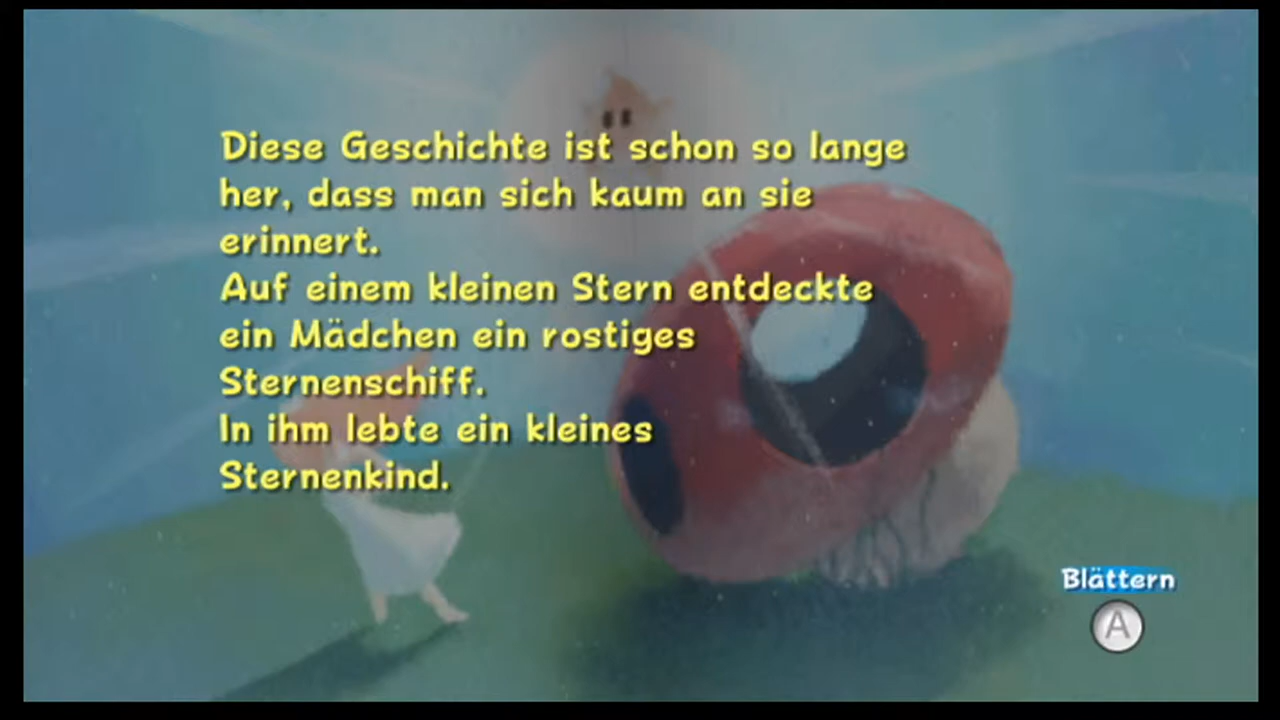 Diese Geschichte ist schon so lange
her, dass man sich kaum an sie
erinnert.
Auf einem kleinen Stern entdeckte
ein Mädchen ein rostiges
Sternenschiff.
In ihm lebte ein kleines
Sternenkind.
Blättern
A